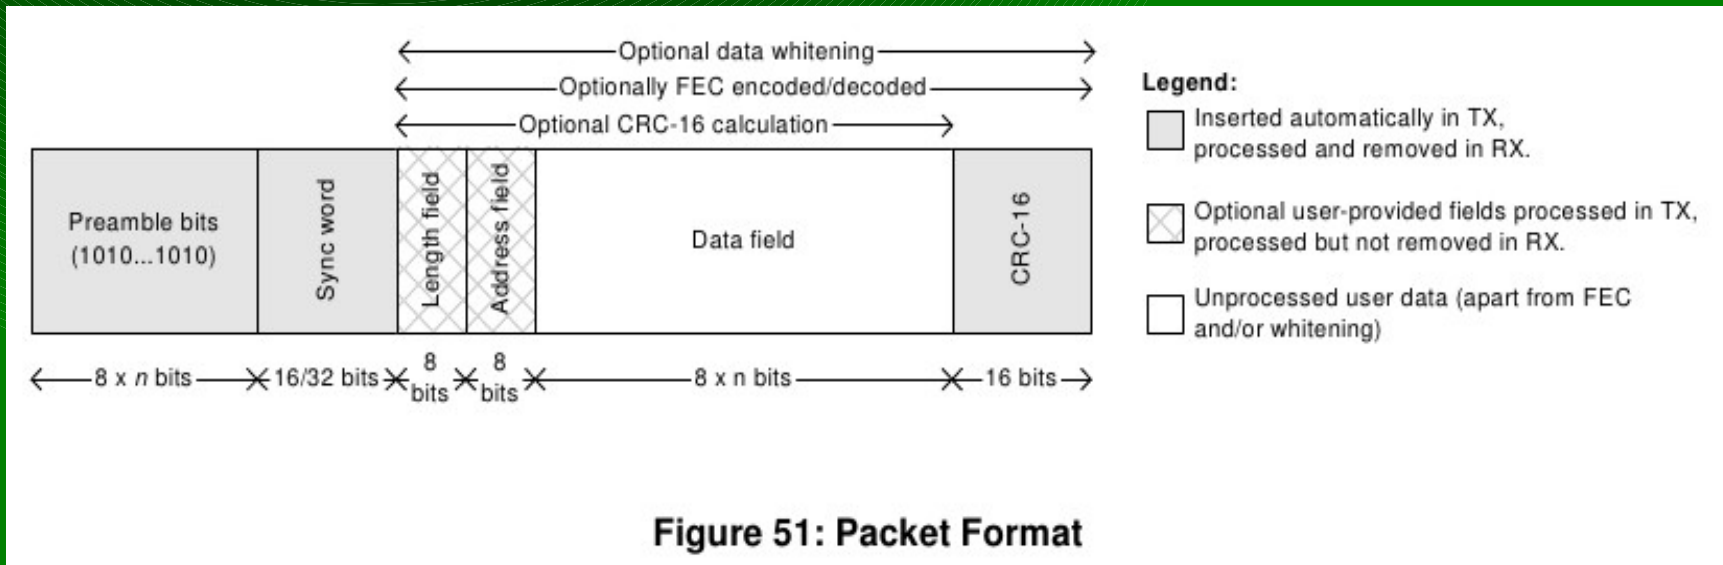 Optional data whitening
Optionally FEC encoded/decoded
Optional CRC-16 calculation
Preamble bits
(1010...1010)
Sync word
Length field
Address field
Data field
CRC-16
8 x n bits
16/32 bits
8
bits
8
bits
8 x n bits
16 bits
Legend:
Inserted automatically in TX,
processed and removed in RX.
Optional user-provided fields processed in TX,
processed but not removed in RX.
Unprocessed user data (apart from FEC
and/or whitening)
Figure 51: Packet Format